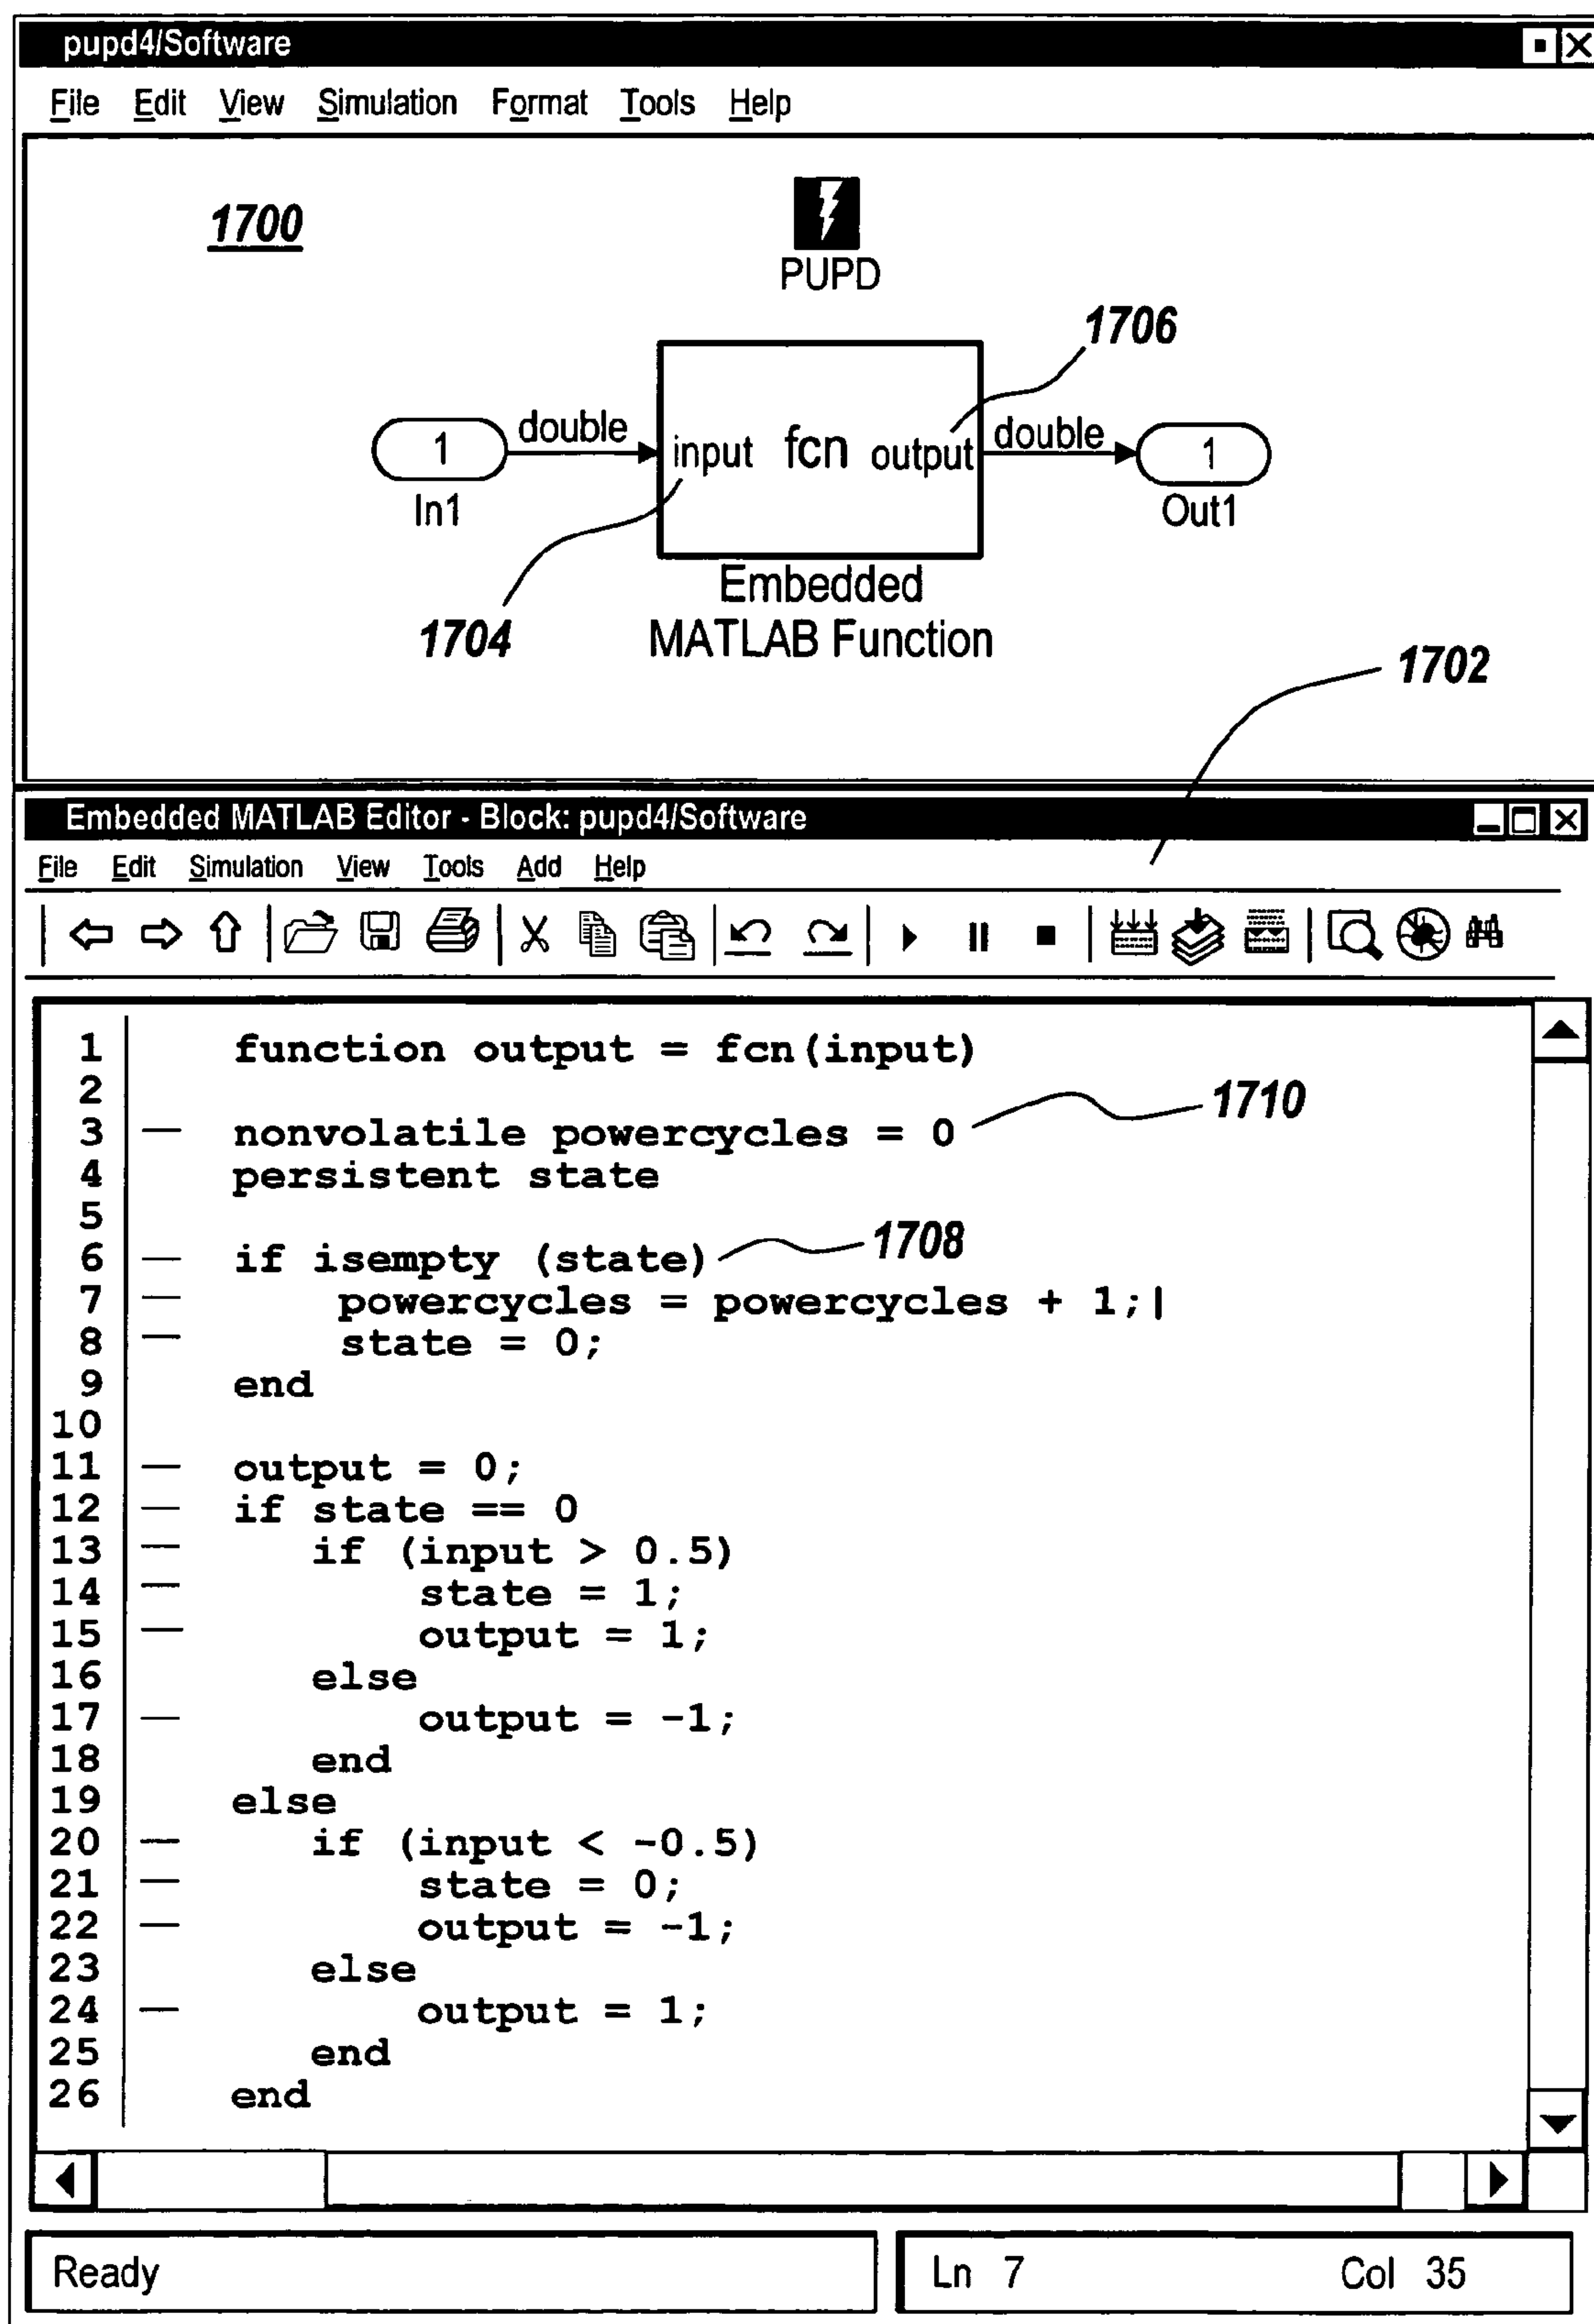 pupd4/Software
File Edit View Simulation Format Tools Help
1700
PUPD
1706
1 double input fcn output double 1
In1 Out1
Embedded
MATLAB Function
1704
1702
Embedded MATLAB Editor - Block: pupd4/Software
File Edit Simulation View Tools Add Help
1 function output = fcn(input)
2
3 — nonvolatile powercycles = 0 1710
4 persistent state
5
6 — if isempty (state) 1708
7 — powercycles = powercycles + 1;|
8 — state = 0;
9 end
10
11 — output = 0;
12 — if state == 0
13 — if (input > 0.5)
14 — state = 1;
15 — output = 1;
16 else
17 — output = -1;
18 end
19 else
20 — if (input < -0.5)
21 — state = 0;
22 — output = -1;
23 else
24 — output = 1;
25 end
26 end
Ready Ln 7 Col 35